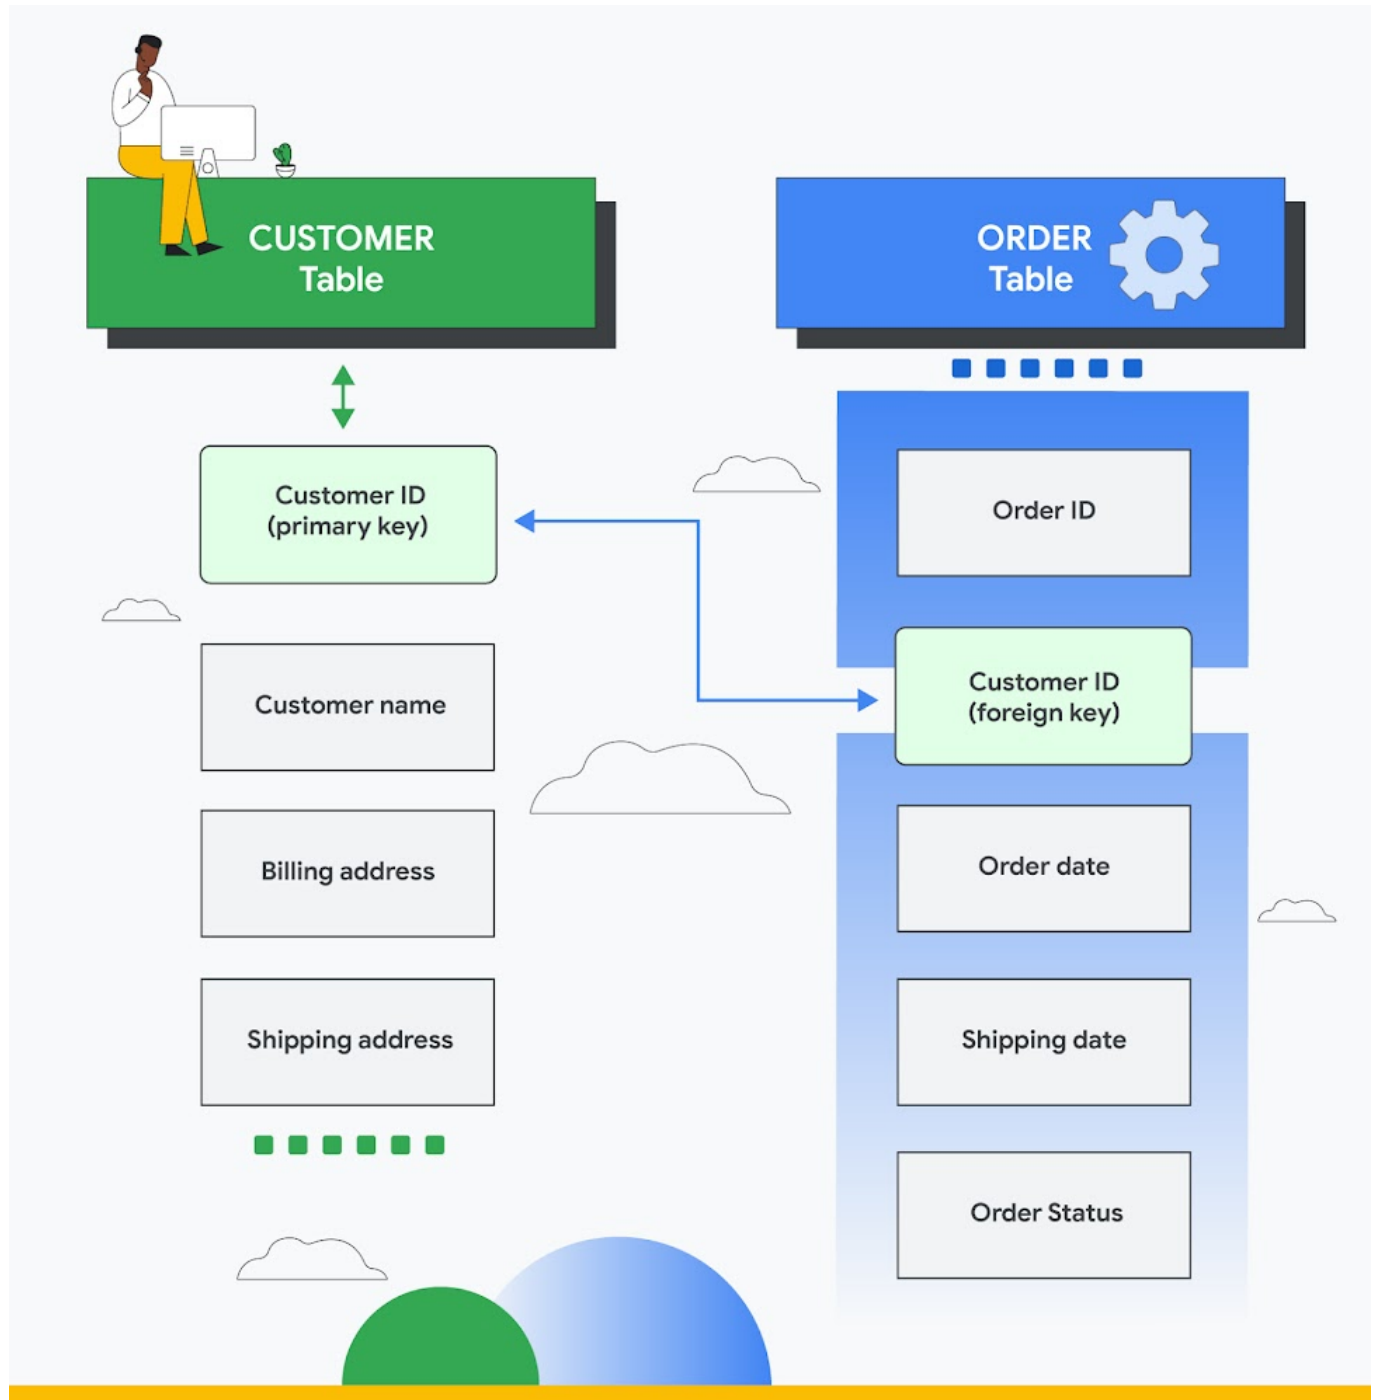 CUSTOMER
Table
Customer ID
(primary key)
Customer name
Billing address
Shipping address
ORDER
Table
Order ID
Customer ID
(foreign key)
Order date
Shipping date
Order Status